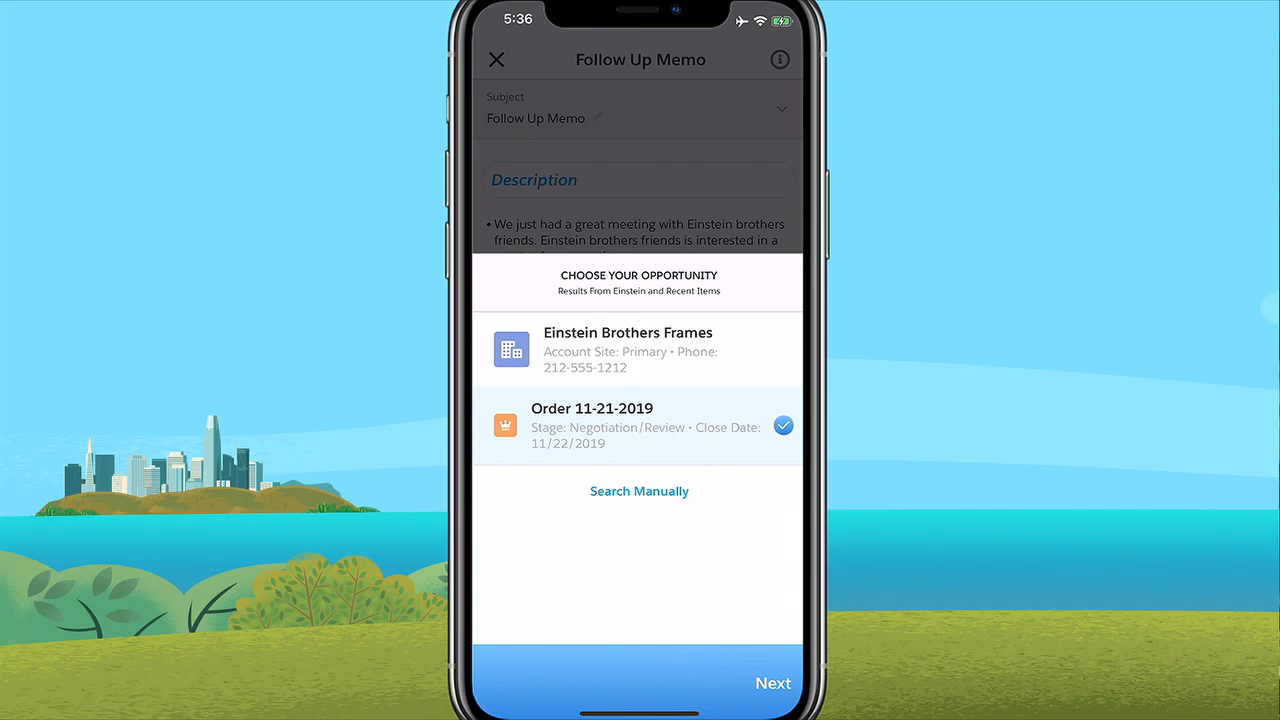 5:36
Follow Up Memo
Subject
Follow Up Memo
Description
• We just had a great meeting with Einstein brothers
friends. Einstein brothers friends is interested in a
CHOOSE YOUR OPPORTUNITY
Results From Einstein and Recent Items
Einstein Brothers Frames
Account Site: Primary • Phone:
212-555-1212
Order 11-21-2019
Stage: Negotiation/Review • Close Date:
11/22/2019
Search Manually
Next